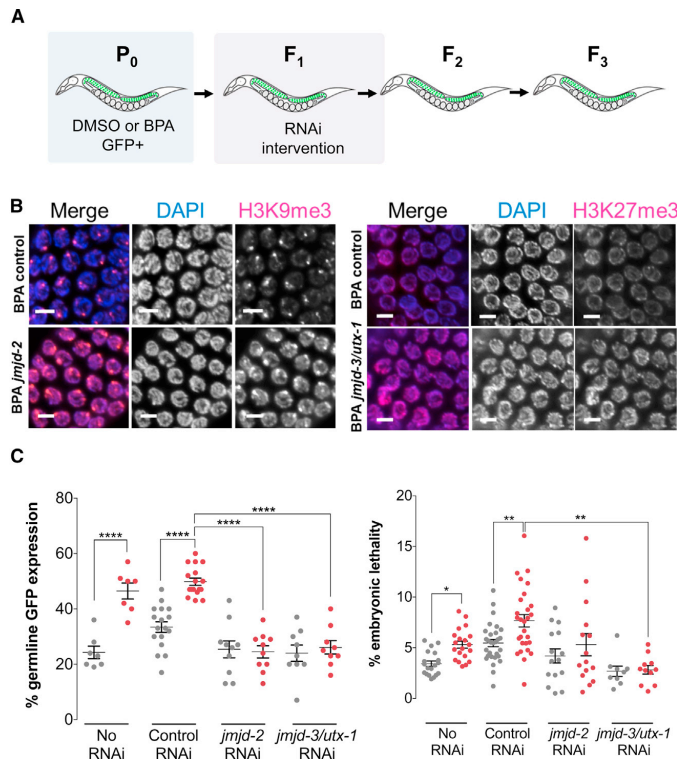 A
P0
F1
F2
F3
DMSO or BPA
GFP+
RNAi
intervention
B
Merge
DAPI
H3K9me3
BPA control
BPA jmjd-2
Merge
DAPI
H3K27me3
BPA control
BPA jmjd-3/utx-1
C
% germline GFP expression
80
60
40
20
0
****
****
****
****
No
RNAi
Control
RNAi
jmjd-2
RNAi
jmjd-3/utx-1
RNAi
% embryonic lethality
20
15
10
5
0
*
**
**
No
RNAi
Control
RNAi
jmjd-2
RNAi
jmjd-3/utx-1
RNAi